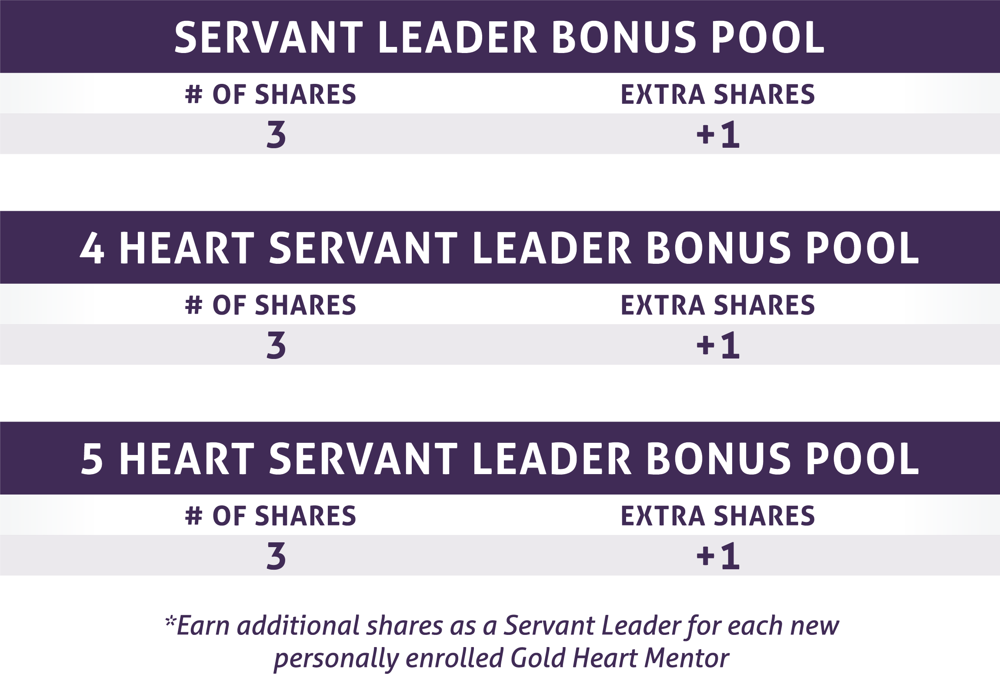 SERVANT LEADER BONUS POOL
# OF SHARES EXTRA SHARES
3 +1
4 HEART SERVANT LEADER BONUS POOL
# OF SHARES EXTRA SHARES
3 +1
5 HEART SERVANT LEADER BONUS POOL
# OF SHARES EXTRA SHARES
3 +1
*Earn additional shares as a Servant Leader for each new
personally enrolled Gold Heart Mentor